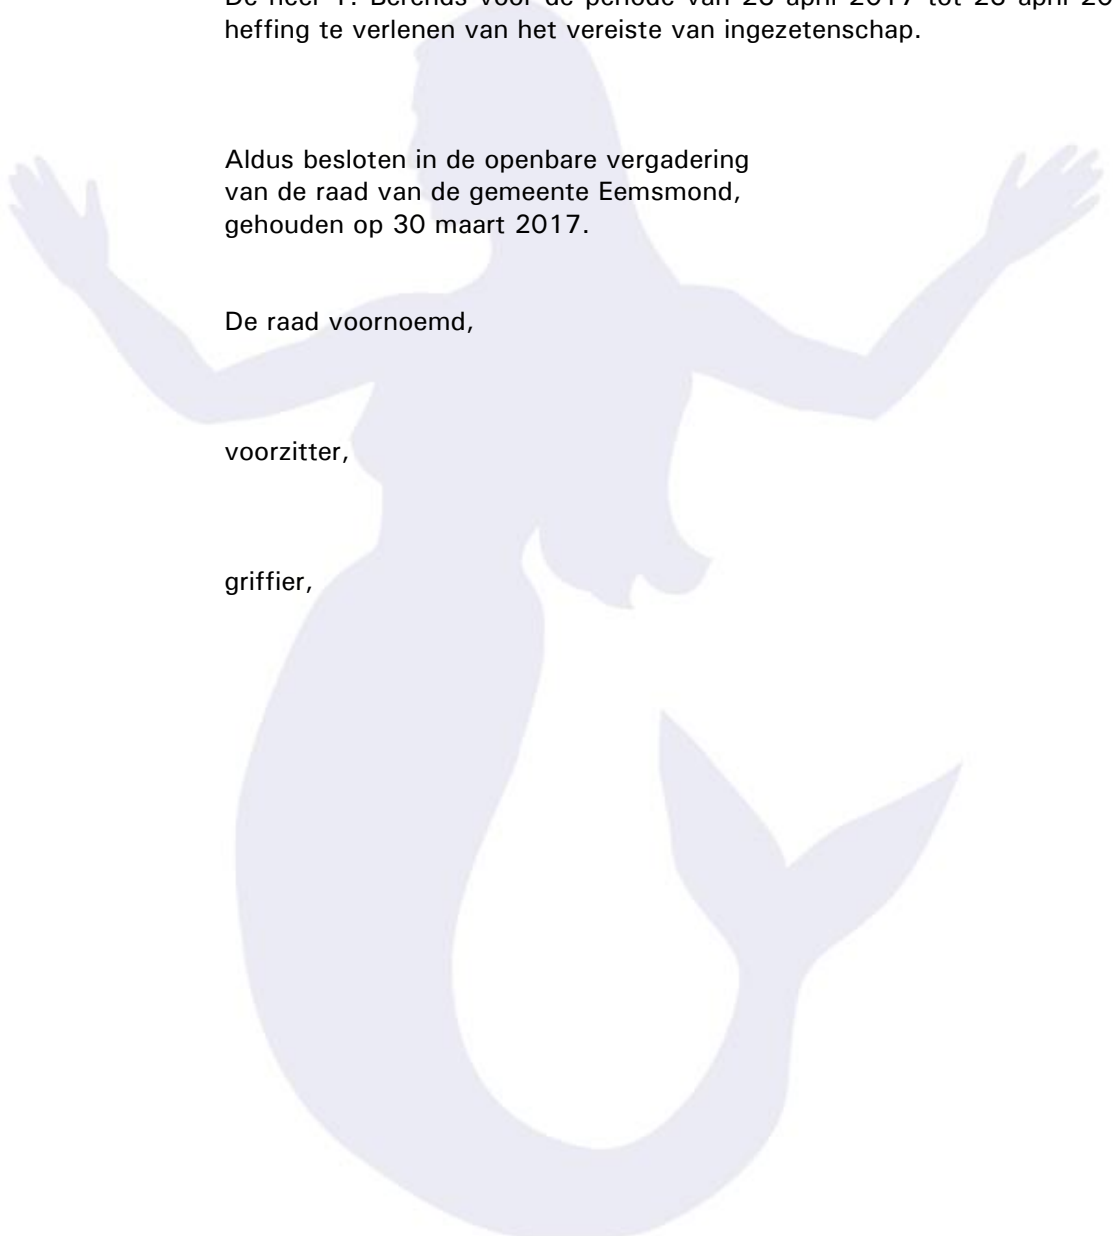 De heer Berends voor de periode van april 2017 tot april
heffing te verlenen van het vereiste van ingezetenschap.
Aldus besloten in de openbare vergadering
van de raad van de gemeente Eemsmond,
gehouden op 30 maart 2017.
De raad voornoemd,
voorzitter,
griffier,